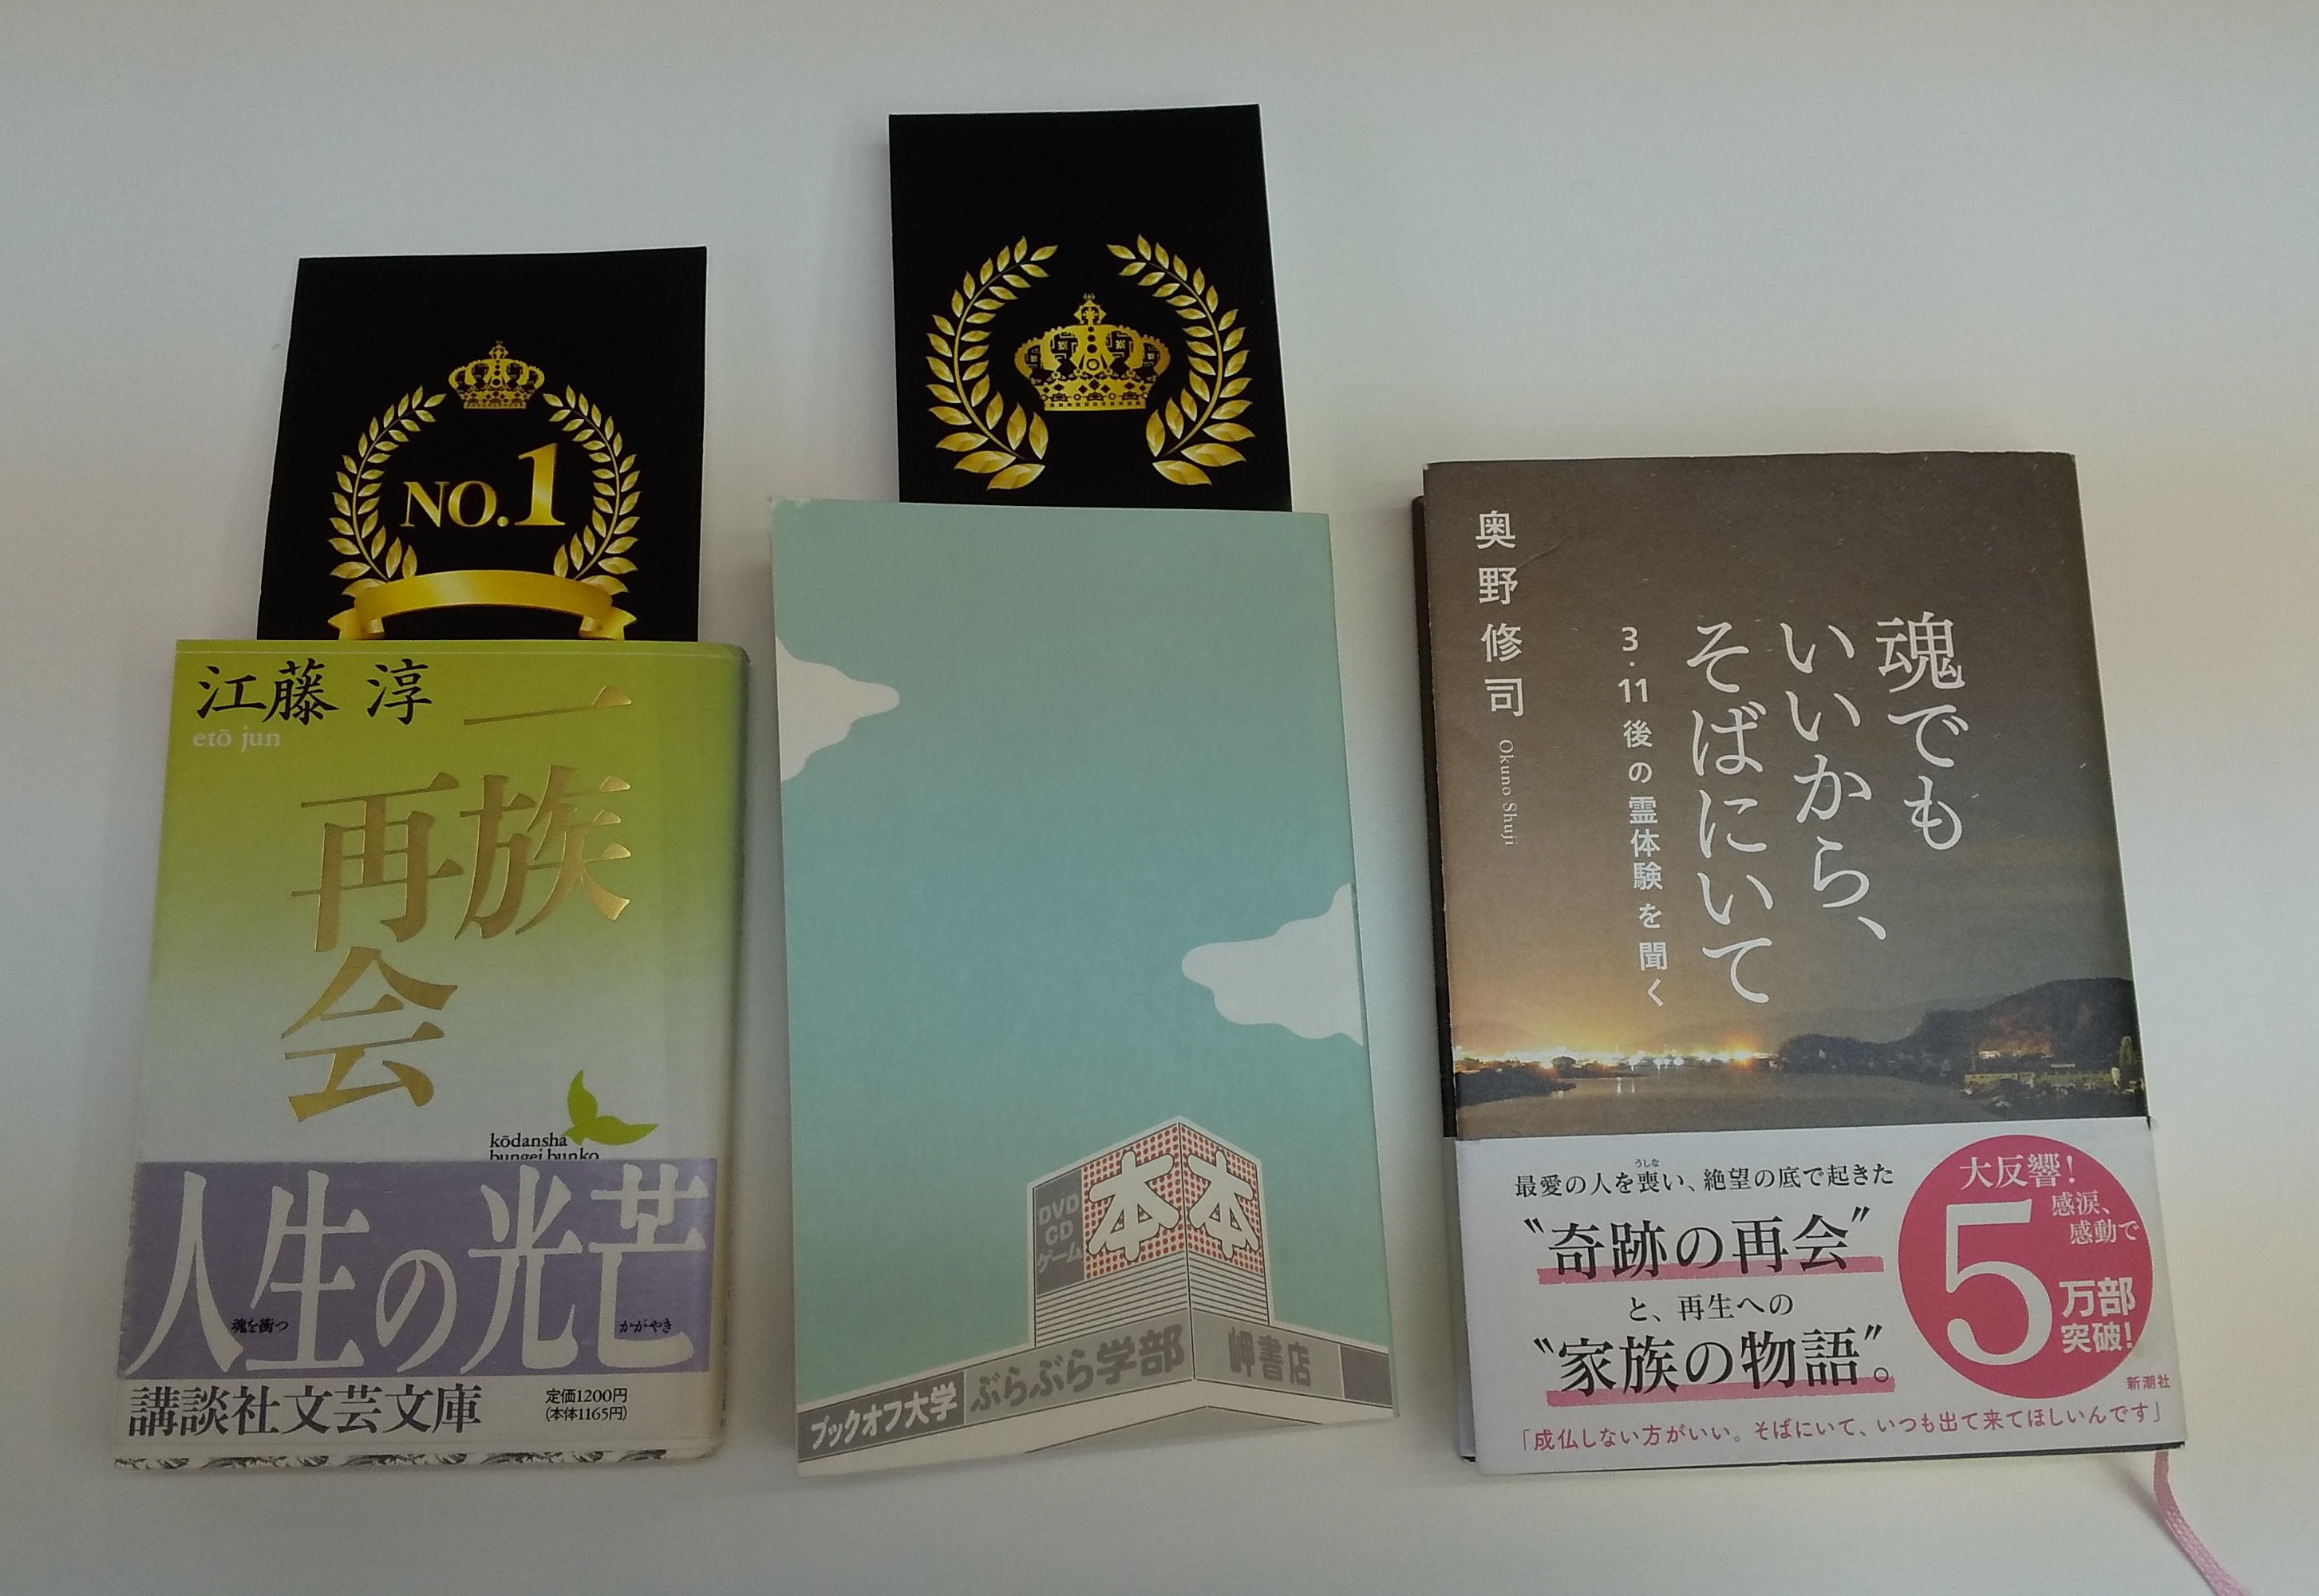 NO.1
江藤 淳
etō jun
一族
再会
kōdansha
bungei bunko
人生の光芒
魂を衝つ
かがやき
講談社文芸文庫
定価1200円
(本体1165円)
DVD
CD
ゲーム
本
本
ブックオフ大学
ぶらぶら学部
岬書店
魂でも
いいから、
そばにいて
3・11後の霊体験を聞く
奥野修司
Okuno Shuji
最愛の人を喪い、絶望の底で起きた
うしな
“奇跡の再会”
と、再生への
“家族の物語”。
大反響!
感涙、
感動で
5万部
突破!
新潮社
「成仏しない方がいい。そばにいて、いつも出て来てほしいんです」